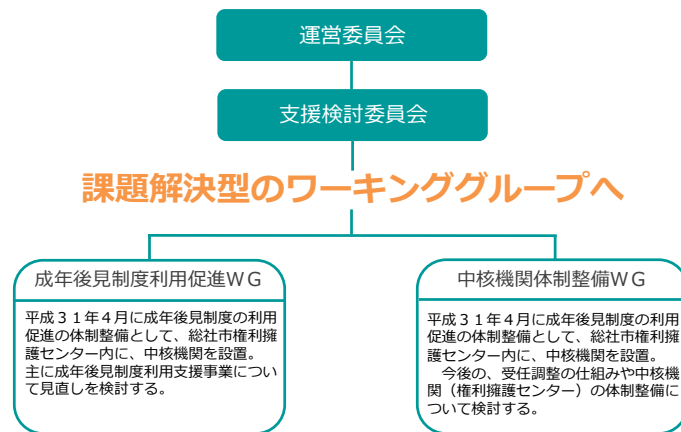 運営委員会
支援検討委員会
課題解決型のワーキンググループへ
成年後見制度利用促進ＷＧ
平成３１年４月に成年後見制度の利用
促進の体制整備として、総社市権利擁
護センター内に、中核機関を設置。
主に成年後見制度利用支援事業につい
て見直しを検討する。
中核機関体制整備ＷＧ
平成３１年４月に成年後見制度の利用
促進の体制整備として、総社市権利擁
護センター内に、中核機関を設置。
　今後の、受任調整の仕組みや中核機
関（権利擁護センター）の体制整備に
ついて検討する。